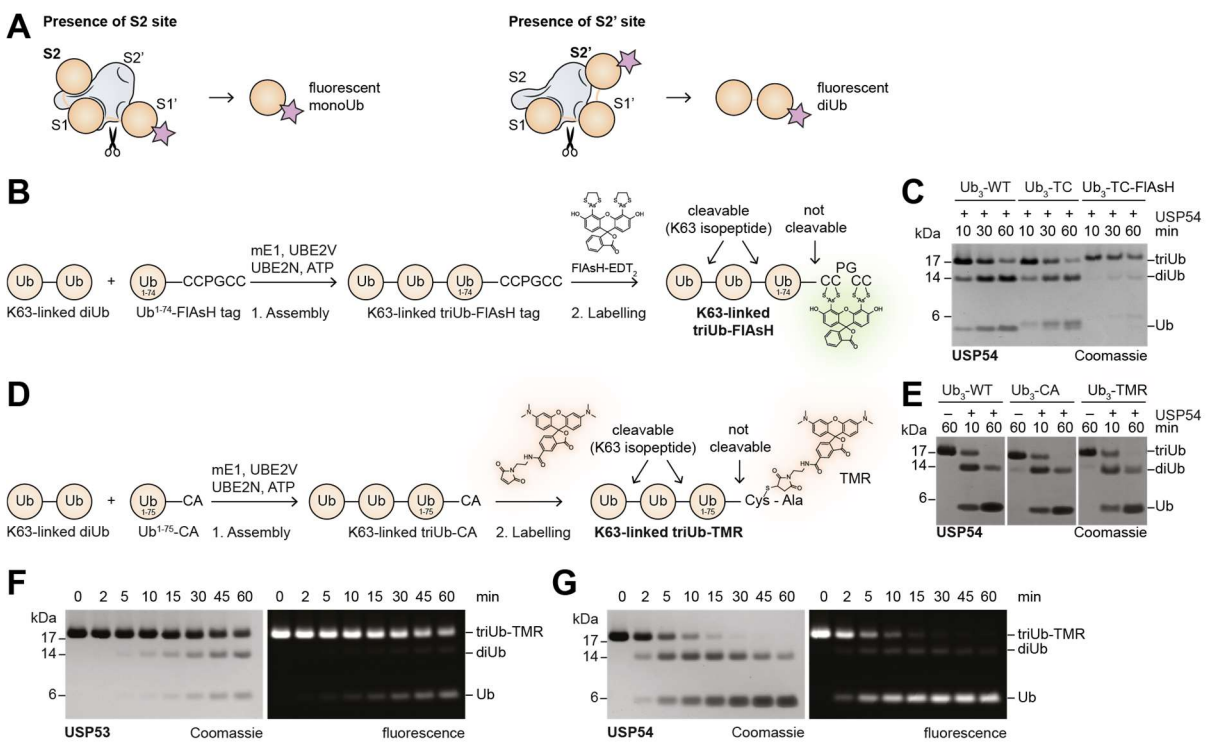 A
Presence of S2 site
S2
S2'
S1
S1'
fluorescent
monoUb
Presence of S2' site
S2
S2'
S1
S1'
fluorescent
diUb
B
Ub Ub
K63-linked diUb
+
Ub
1-74
CCPGCC
Ub1-74-FlAsH tag
mE1, UBE2V
UBE2N, ATP
1. Assembly
Ub Ub Ub
1-74
CCPGCC
K63-linked triUb-FlAsH tag
S S S S
As As
HO O OH
O
O
FlAsH-EDT2
2. Labelling
cleavable
(K63 isopeptide)
not
cleavable
Ub Ub Ub
1-74
PG
CC CC
S S S S
As As
HO O OH
O
O
K63-linked
triUb-FlAsH
C
Ub3-WT Ub3-TC Ub3-TC-FlAsH
+ + + + + + + + + USP54
kDa 10 30 60 10 30 60 10 30 60 min
17 triUb
14 diUb
6 Ub
USP54 Coomassie
D
Ub Ub
K63-linked diUb
+
Ub
1-75
CA
Ub1-75-CA
mE1, UBE2V
UBE2N, ATP
1. Assembly
Ub Ub Ub
1-75
CA
K63-linked triUb-CA
N O N
O
O
NH
O
O
N
O
2. Labelling
cleavable
(K63 isopeptide)
not
cleavable
Ub Ub Ub
1-75
Cys - Ala
S
O
N
O
NH
O
N O N
O
O
TMR
K63-linked triUb-TMR
E
Ub3-WT Ub3-CA Ub3-TMR
– + + – + + – + + USP54
kDa 60 10 60 60 10 60 60 10 60 min
17 triUb
14 diUb
6 Ub
USP54 Coomassie
F
0 2 5 10 15 30 45 60 0 2 5 10 15 30 45 60 min
kDa
17 triUb-TMR
14 diUb
6 Ub
USP53 Coomassie fluorescence
G
0 2 5 10 15 30 45 60 0 2 5 10 15 30 45 60 min
kDa
17 triUb-TMR
14 diUb
6 Ub
USP54 Coomassie fluorescence